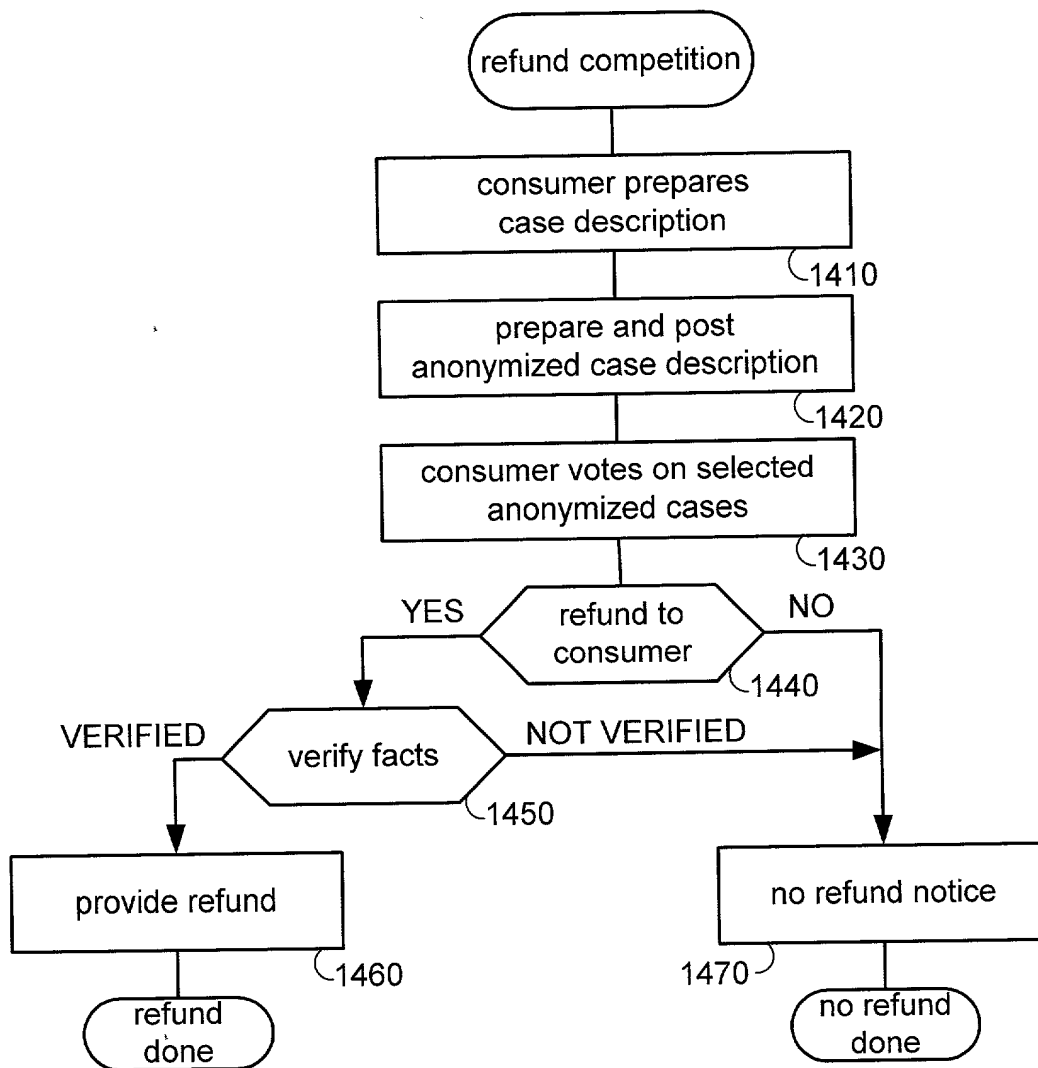 refund competition
consumer prepares
case description
1410
prepare and post
anonymized case description
1420
consumer votes on selected
anonymized cases
1430
YES
refund to
consumer
NO
1440
VERIFIED
verify facts
NOT VERIFIED
1450
provide refund
1460
no refund notice
1470
refund
done
no refund
done